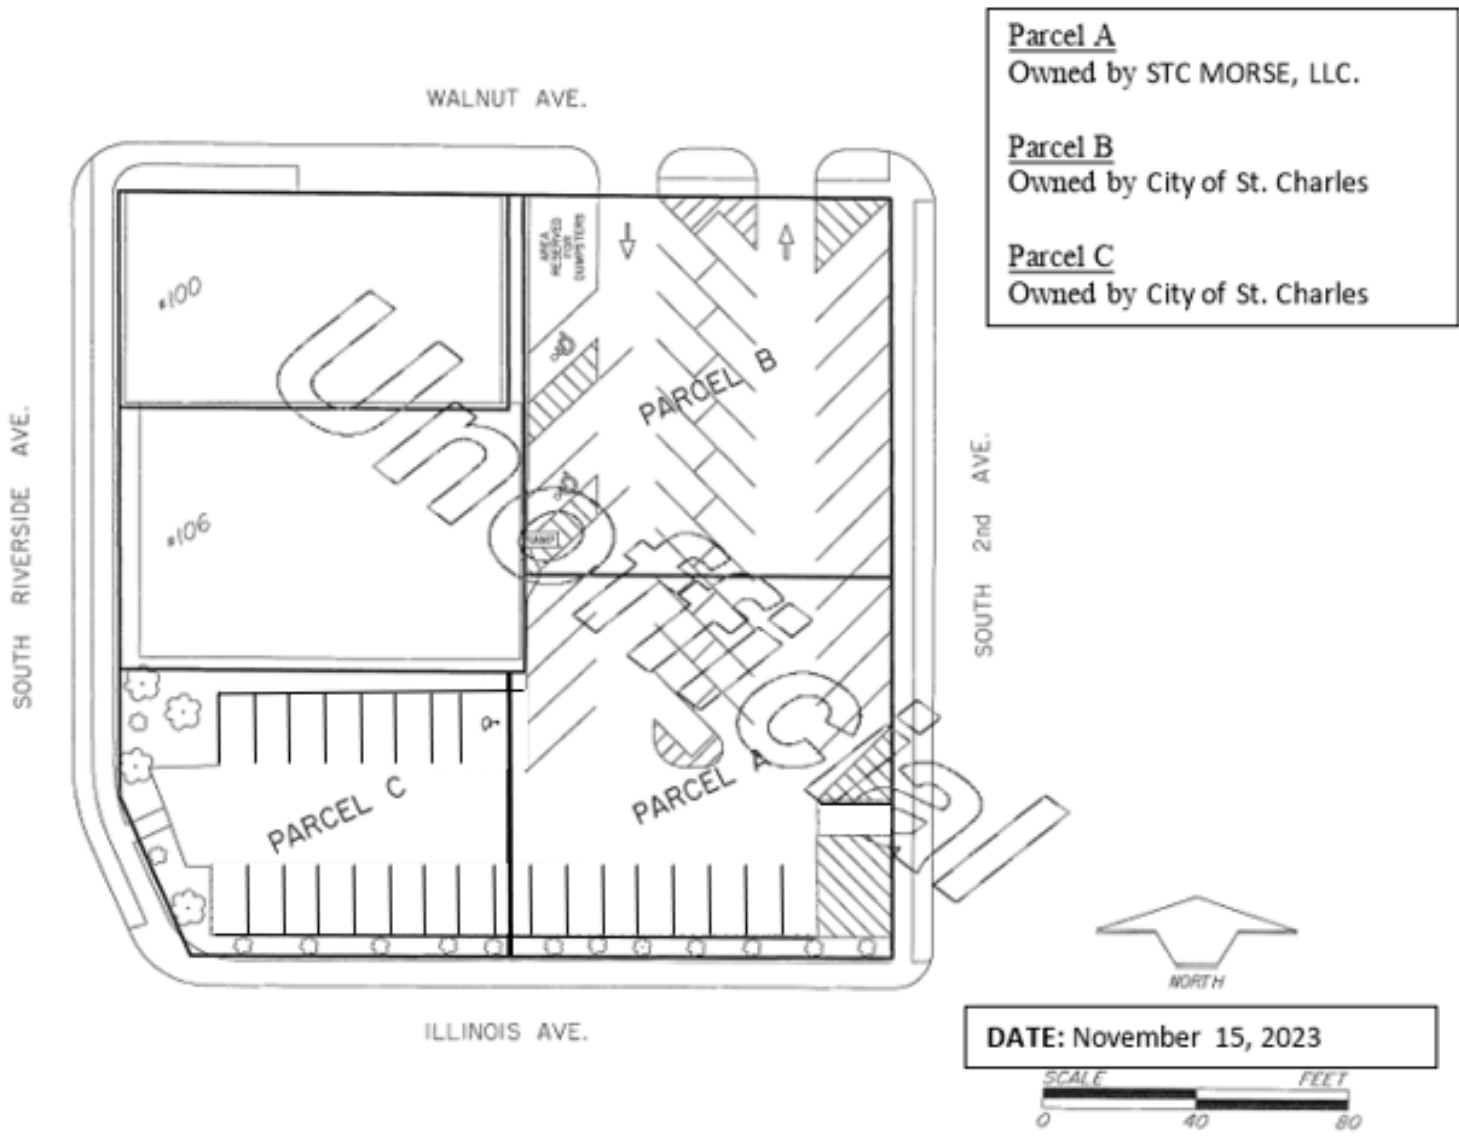 Parcel A
Owned by STC MORSE, LLC.
Parcel B
Owned by City of St. Charles
Parcel C
Owned by City of St. Charles
WALNUT AVE.
AREA
RESERVED
FOR
DUMPSTERS
#100
#106
PARCEL B
RAMP
PARCEL C
PARCEL A
Unofficial
SOUTH RIVERSIDE AVE.
SOUTH 2nd AVE.
ILLINOIS AVE.
NORTH
DATE: November 15, 2023
SCALE FEET
0 40 80